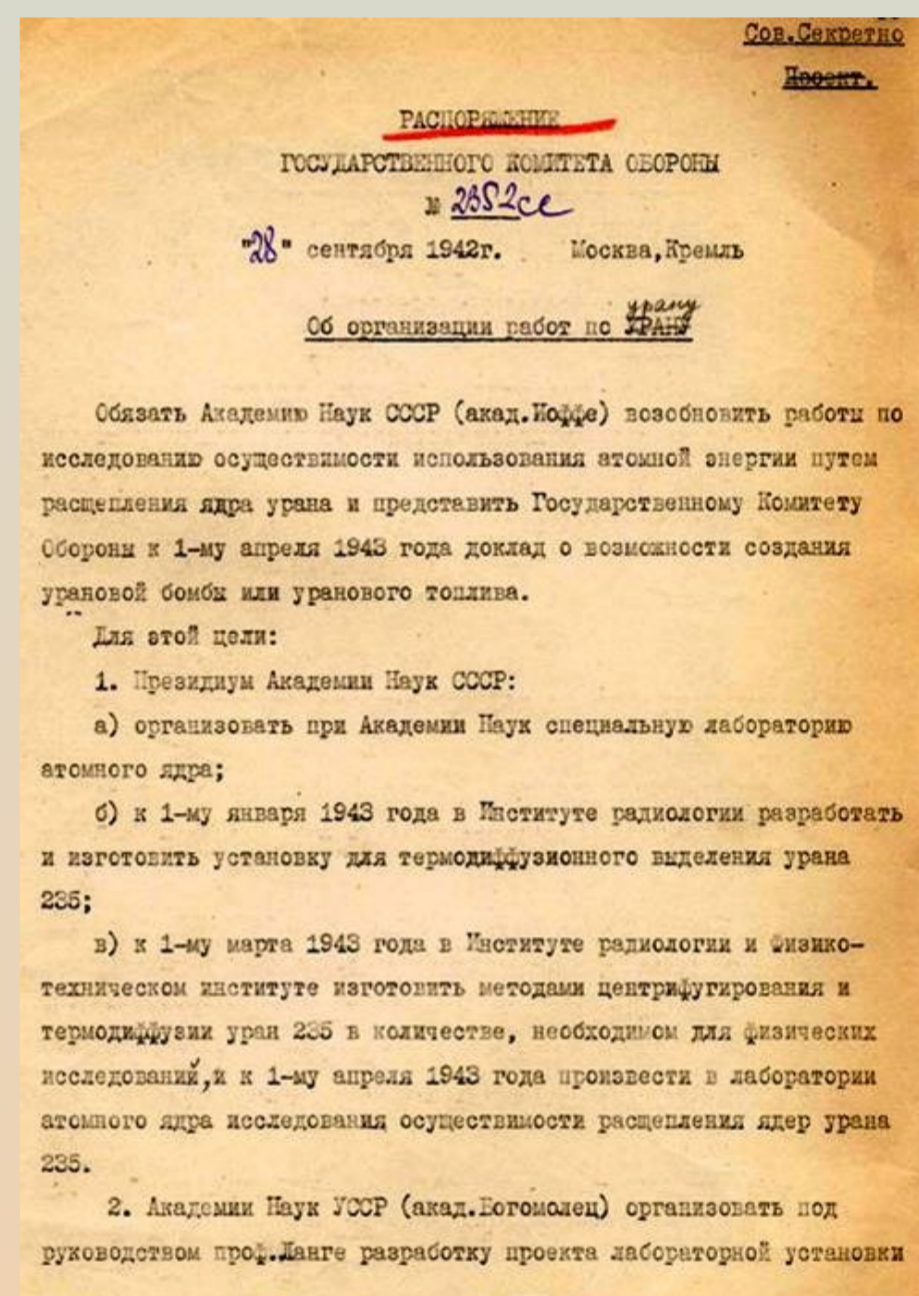 Сов.Секретно
Проект.
РАСПОРЯЖЕНИЕ
ГОСУДАРСТВЕННОГО КОМИТЕТА ОБОРОНЫ
№ 2352сс
"28" сентября 1942г. Москва,Кремль
урану
Об организации работ по УРАНУ
Обязать Академию Наук СССР (акад.Иоффе) возобновить работы по
исследованию осуществимости использования атомной энергии путем
расщепления ядра урана и представить Государственному Комитету
Обороны к 1-му апреля 1943 года доклад о возможности создания
урановой бомбы или уранового топлива.
Для этой цели:
1. Президиум Академии Наук СССР:
а) организовать при Академии Наук специальную лабораторию
атомного ядра;
б) к 1-му января 1943 года в Институте радиологии разработать
и изготовить установку для термодиффузионного выделения урана
235;
в) к 1-му марта 1943 года в Институте радиологии и Физико-
техническом институте изготовить методами центрифугирования и
термодиффузии уран 235 в количестве, необходимом для физических
исследований,и к 1-му апреля 1943 года произвести в лаборатории
атомного ядра исследования осуществимости расщепления ядер урана
235.
2. Академии Наук УССР (акад.Богомолец) организовать под
руководством проф.Ланге разработку проекта лабораторной установки